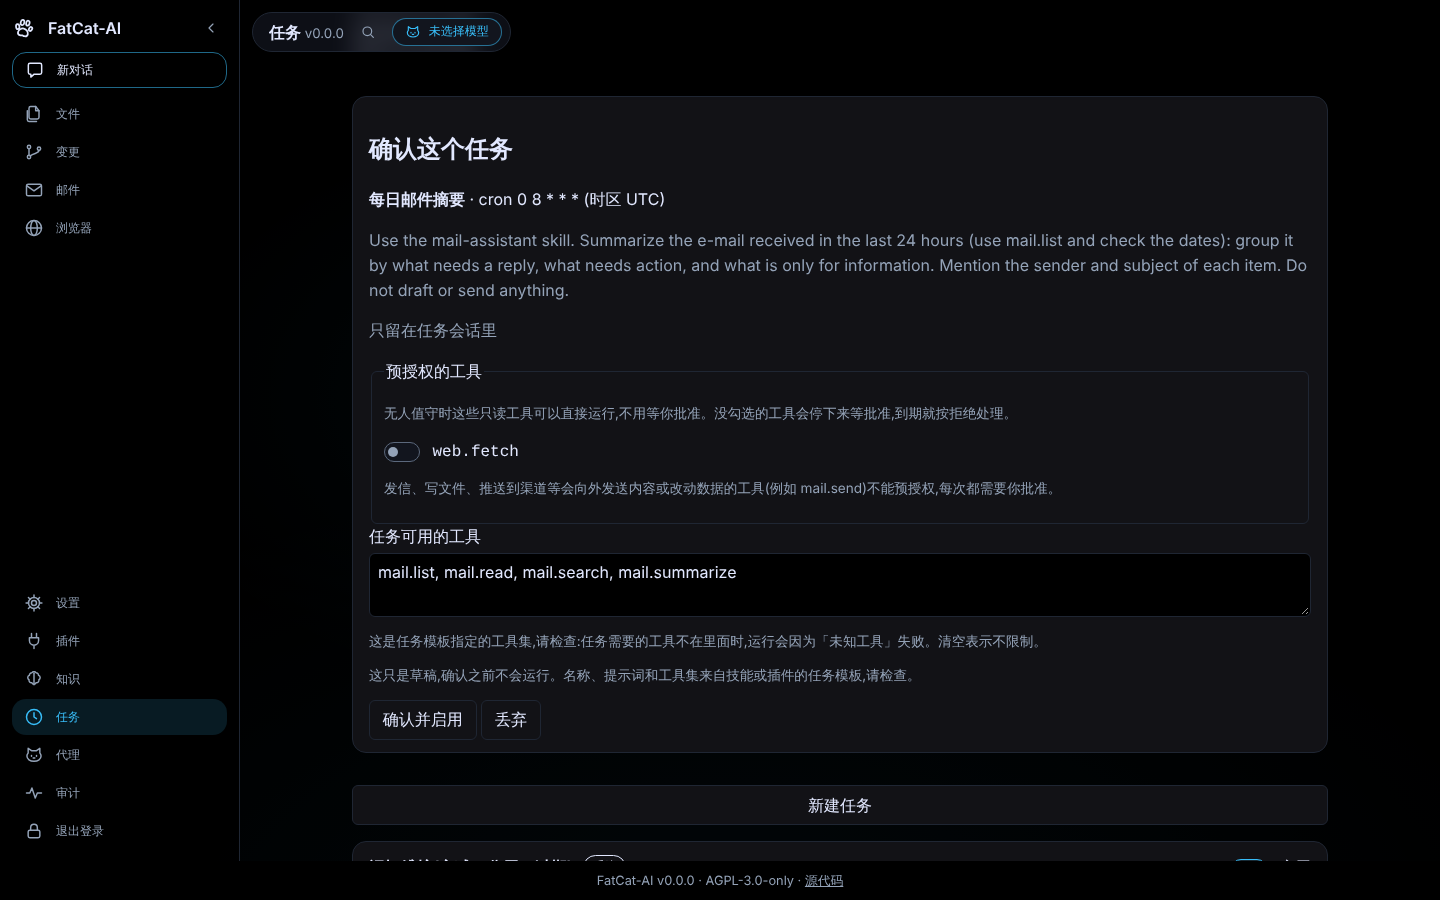 FatCat-AI
新对话
文件
变更
邮件
浏览器
设置
插件
知识
任务
代理
审计
退出登录
任务 v0.0.0
未选择模型
确认这个任务
每日邮件摘要 · cron 0 8 * * * (时区 UTC)
Use the mail-assistant skill. Summarize the e-mail received in the last 24 hours (use mail.list and check the dates): group it
by what needs a reply, what needs action, and what is only for information. Mention the sender and subject of each item. Do
not draft or send anything.
只留在任务会话里
预授权的工具
无人值守时这些只读工具可以直接运行,不用等你批准。没勾选的工具会停下来等批准,到期就按拒绝处理。
web.fetch
发信、写文件、推送到渠道等会向外发送内容或改动数据的工具(例如 mail.send)不能预授权,每次都需要你批准。
任务可用的工具
mail.list, mail.read, mail.search, mail.summarize
这是任务模板指定的工具集,请检查:任务需要的工具不在里面时,运行会因为「未知工具」失败。清空表示不限制。
这只是草稿,确认之前不会运行。名称、提示词和工具集来自技能或插件的任务模板,请检查。
确认并启用
丢弃
新建任务
FatCat-AI v0.0.0 · AGPL-3.0-only · 源代码